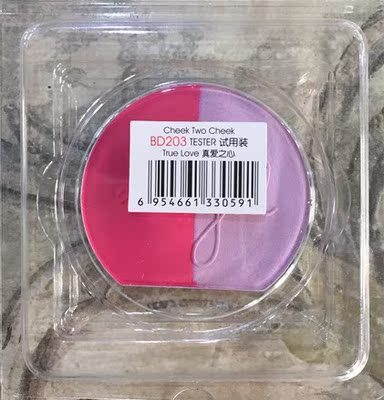 Cheek Two Cheek
BD203 TESTER 试用装
True Love 真爱之心
6 954661 330591